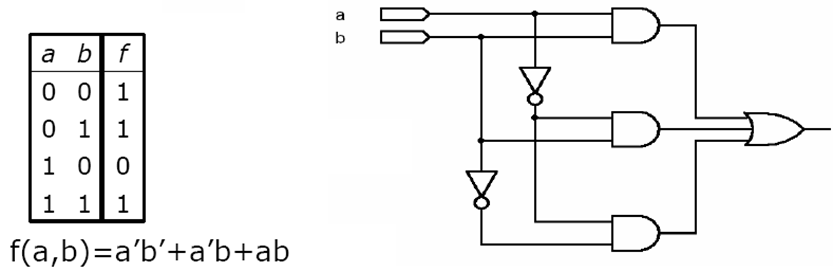 a b f
0 0 1
0 1 1
1 0 0
1 1 1
f(a,b)=a′b′+a′b+ab
a
b